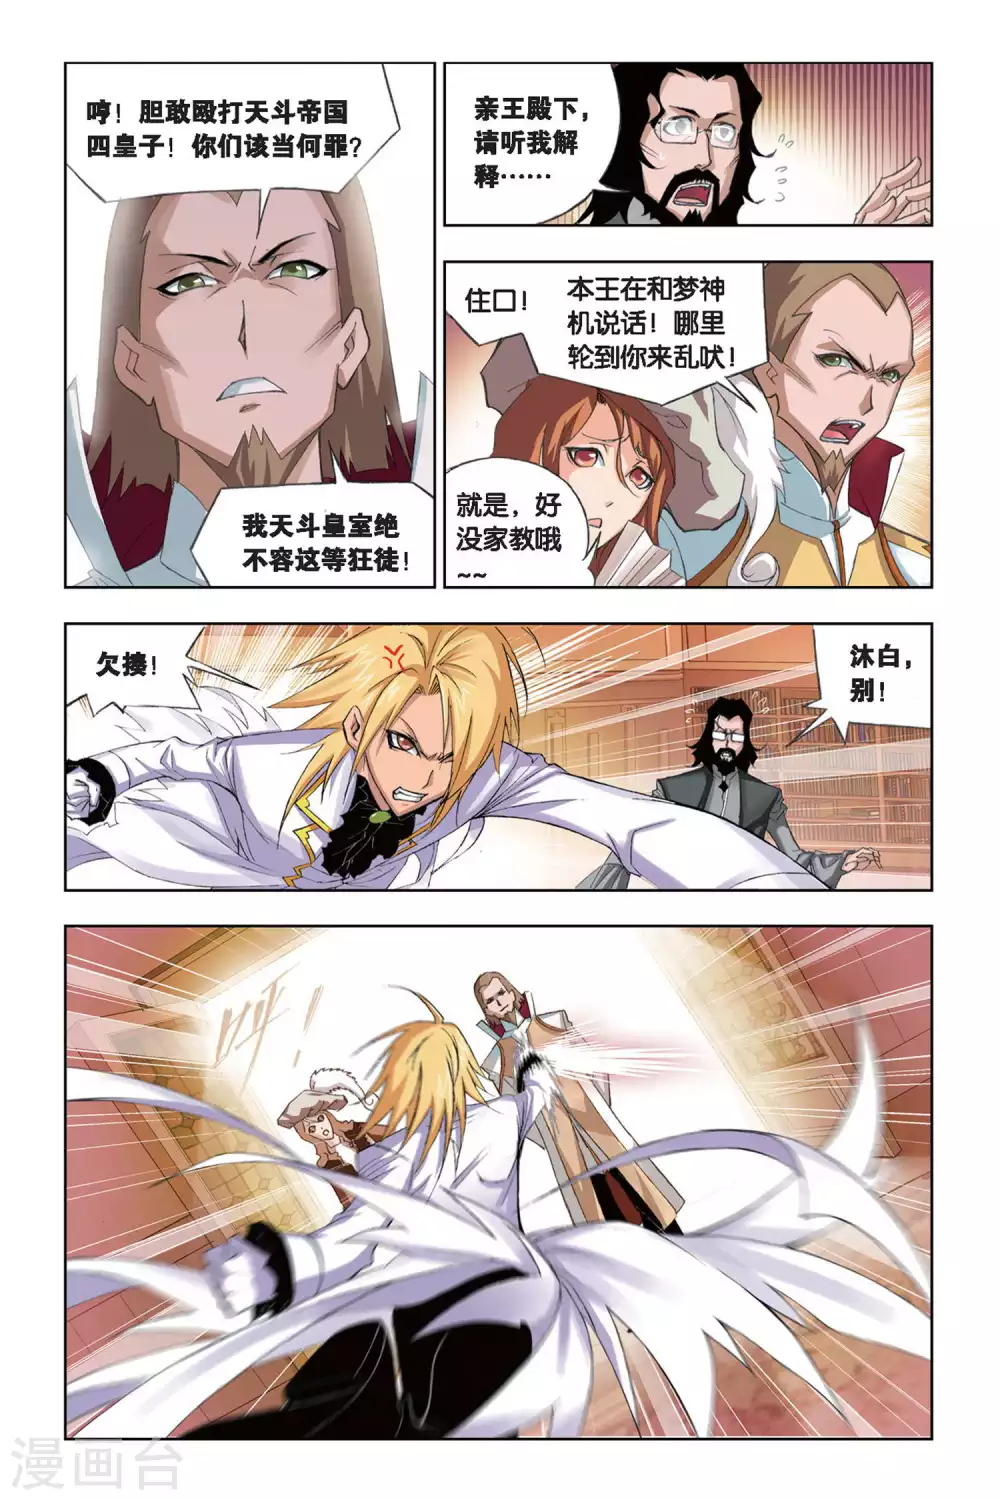 哼！胆敢殴打天斗帝国
四皇子！你们该当何罪？
我天斗皇室绝
不容这等狂徒！
亲王殿下，
请听我解
释……
住口！
本王在和梦神
机说话！哪里
轮到你来乱吠！
就是，好
没家教哦
~~
欠揍！
沐白，
别！
呼！
漫画台